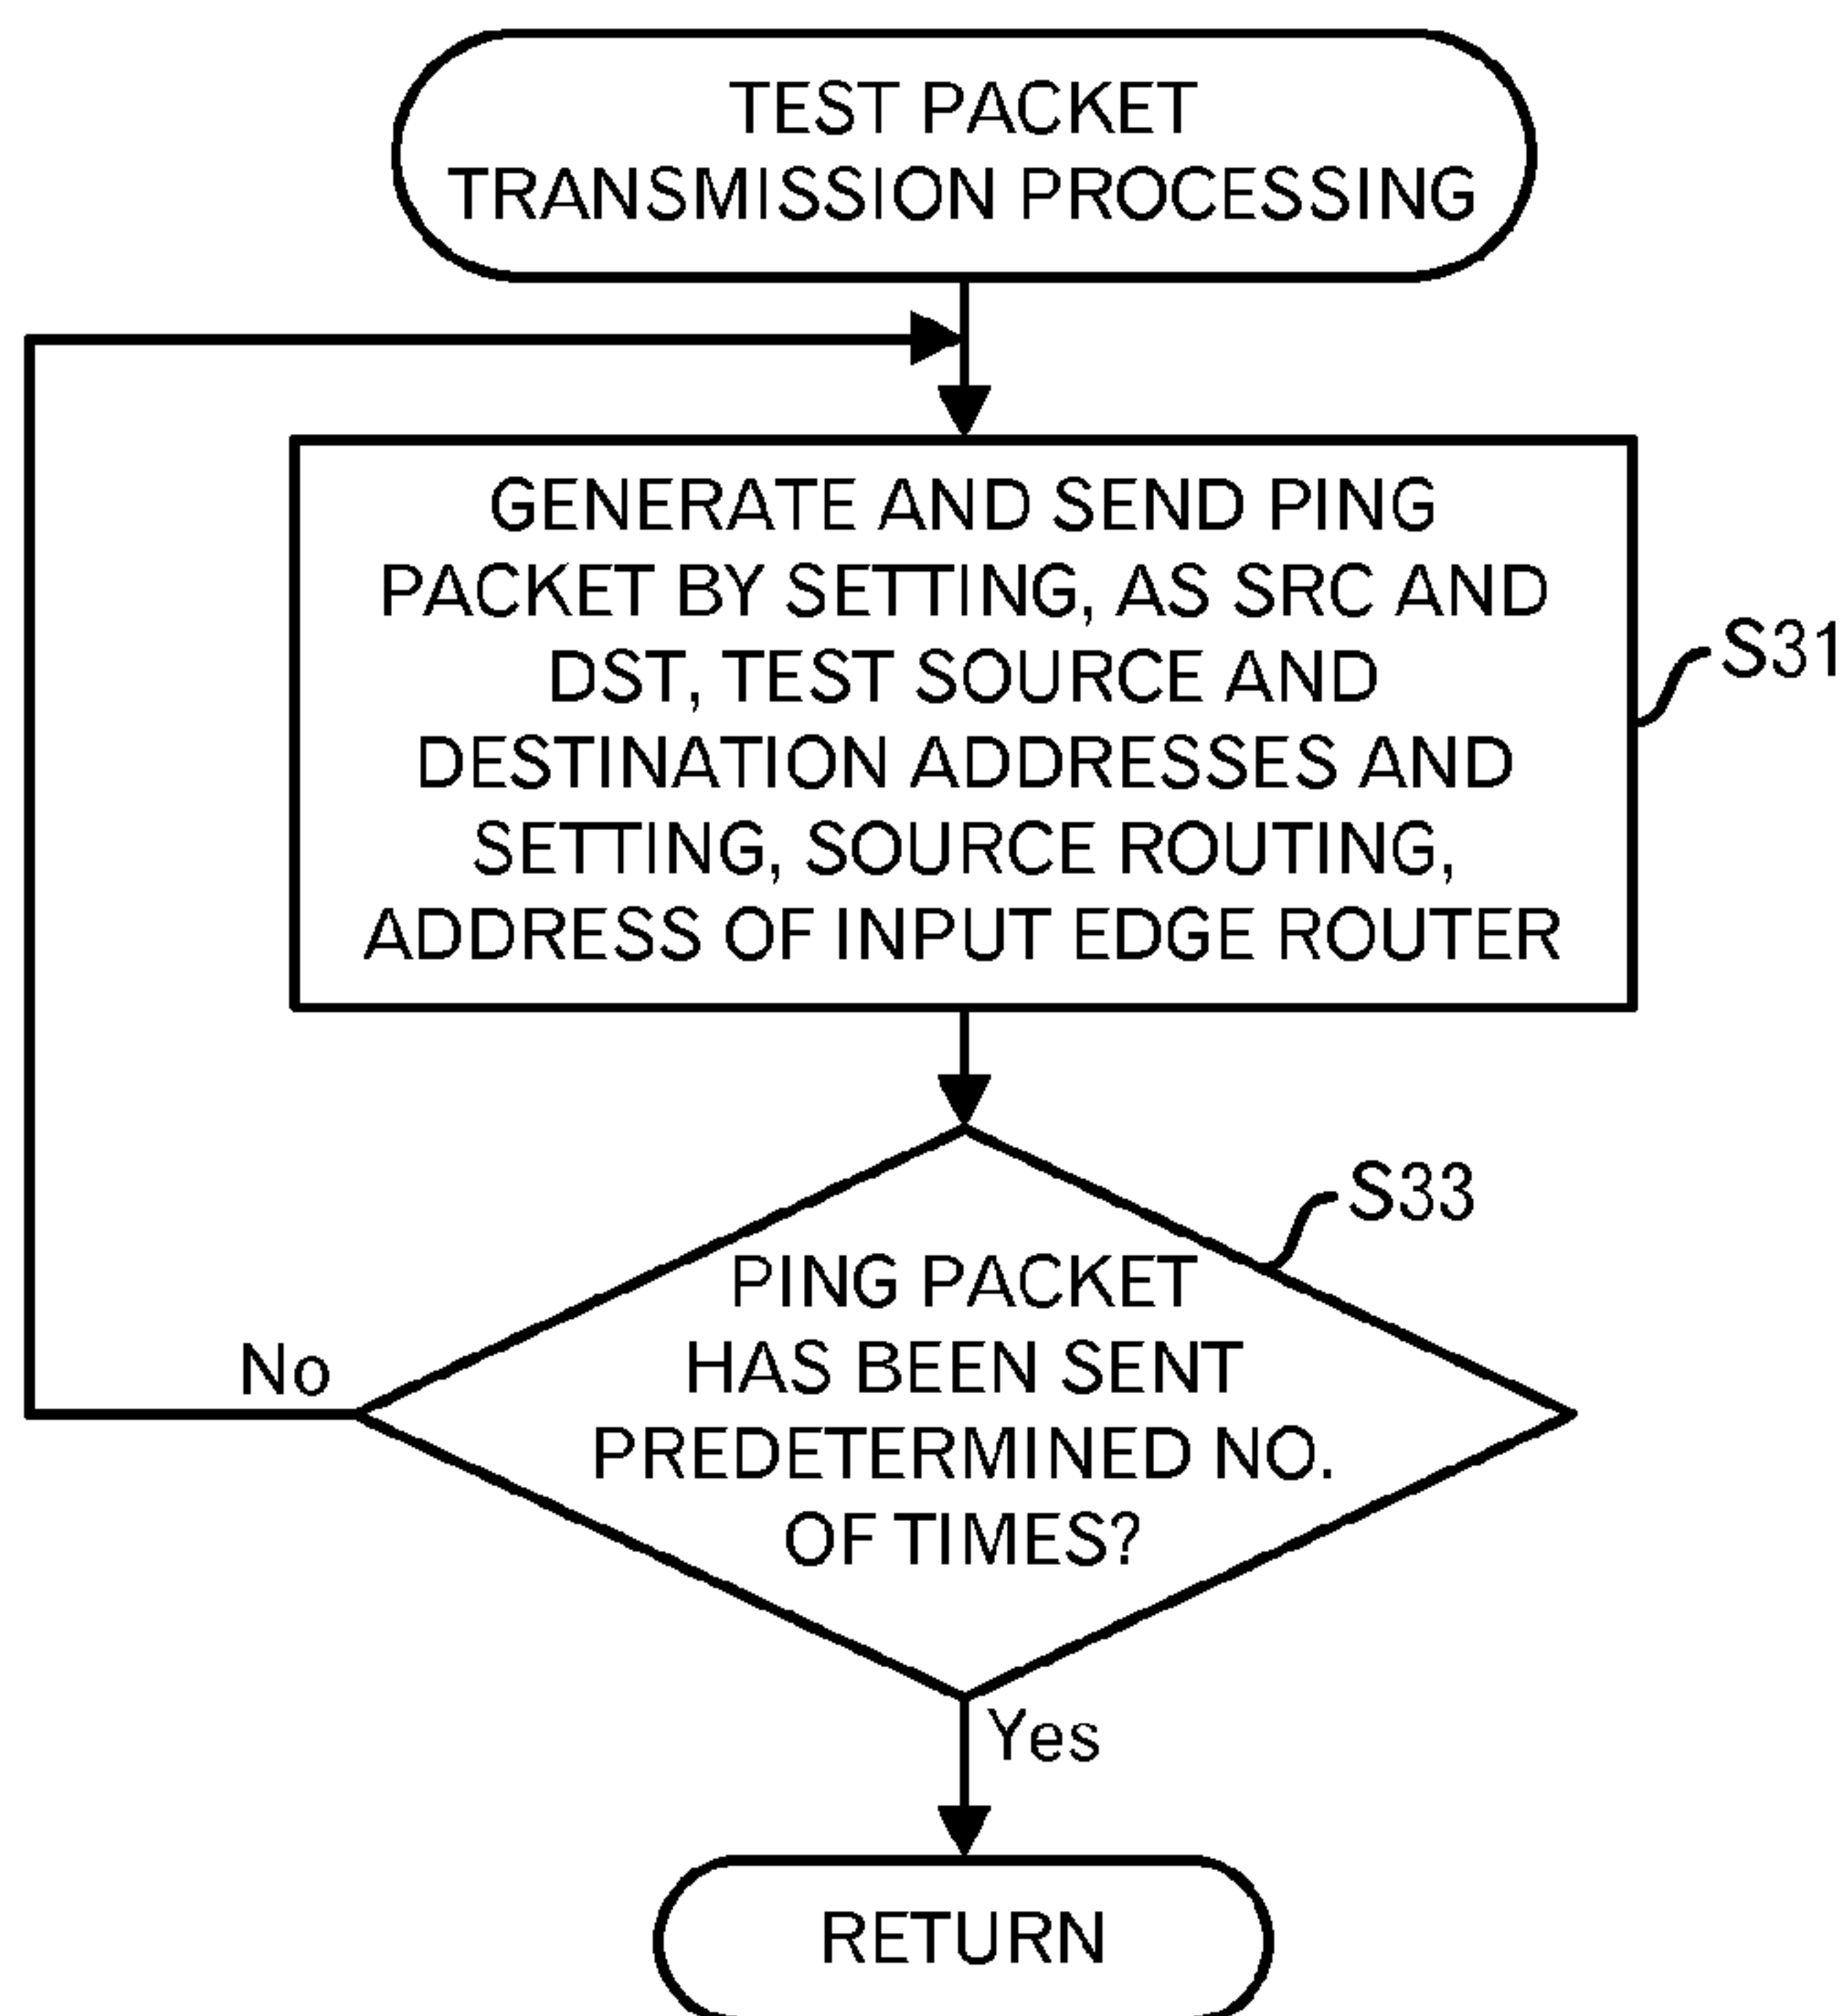 TEST PACKET
TRANSMISSION PROCESSING
GENERATE AND SEND PING
PACKET BY SETTING, AS SRC AND
DST, TEST SOURCE AND
DESTINATION ADDRESSES AND
SETTING, SOURCE ROUTING,
ADDRESS OF INPUT EDGE ROUTER
S31
S33
PING PACKET
HAS BEEN SENT
PREDETERMINED NO.
OF TIMES?
No
Yes
RETURN